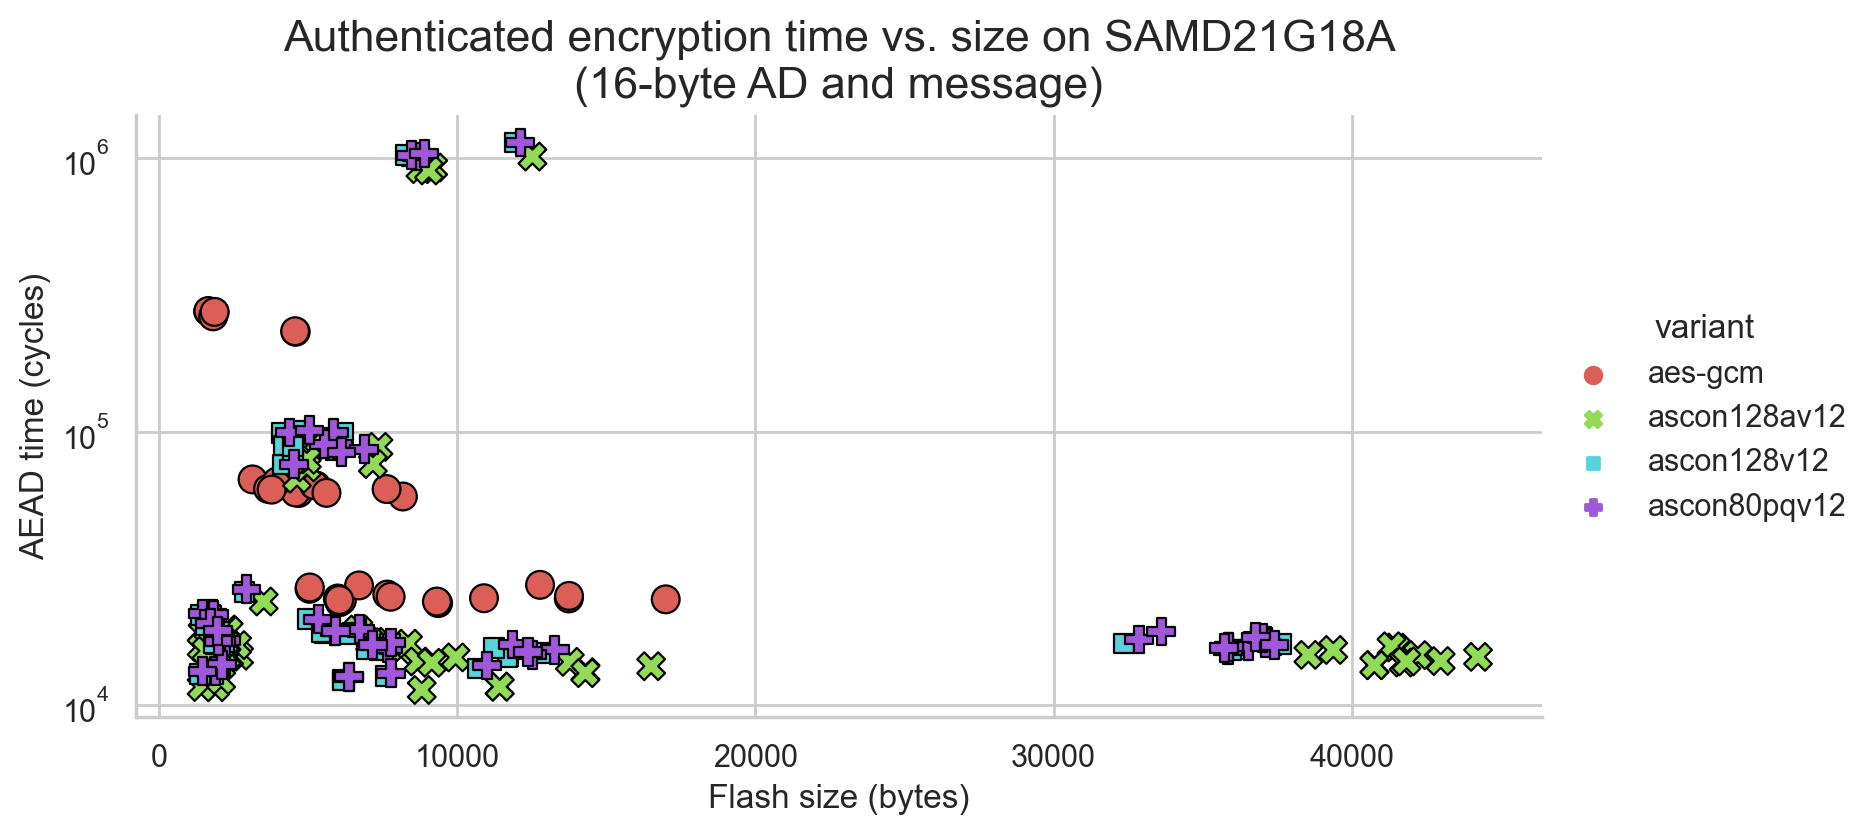 Authenticated encryption time vs. size on SAMD21G18A
(16-byte AD and message)
AEAD time (cycles)
10^6
10^5
10^4
0 10000 20000 30000 40000
Flash size (bytes)
variant
aes-gcm
ascon128av12
ascon128v12
ascon80pqv12